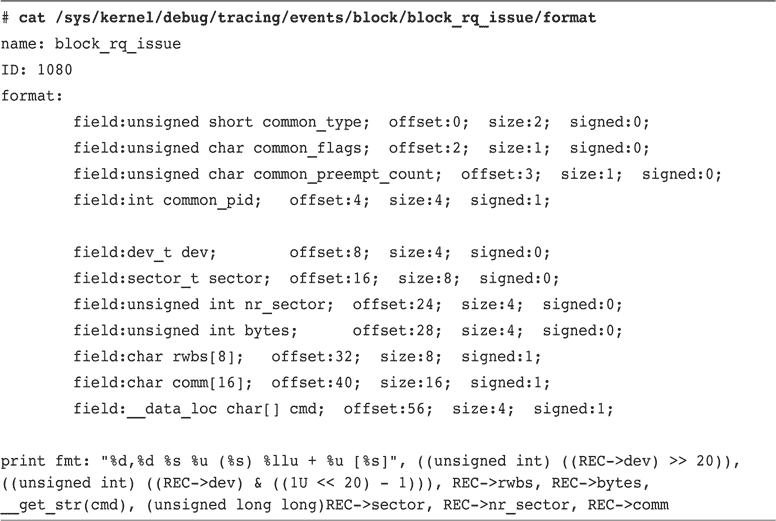 # cat /sys/kernel/debug/tracing/events/block/block_rq_issue/format
name: block_rq_issue
ID: 1080
format:
        field:unsigned short common_type;  offset:0;  size:2;  signed:0;
        field:unsigned char common_flags;  offset:2;  size:1;  signed:0;
        field:unsigned char common_preempt_count;  offset:3;  size:1;  signed:0;
        field:int common_pid;  offset:4;  size:4;  signed:1;

        field:dev_t dev;        offset:8;  size:4;  signed:0;
        field:sector_t sector;  offset:16;  size:8;  signed:0;
        field:unsigned int nr_sector;  offset:24;  size:4;  signed:0;
        field:unsigned int bytes;      offset:28;  size:4;  signed:0;
        field:char rwbs[8];   offset:32;  size:8;  signed:1;
        field:char comm[16];  offset:40;  size:16;  signed:1;
        field:__data_loc char[] cmd;  offset:56;  size:4;  signed:1;

print fmt: "%d,%d %s %u (%s) %llu + %u [%s]", ((unsigned int) ((REC->dev) >> 20)),
((unsigned int) ((REC->dev) & ((1U << 20) - 1))), REC->rwbs, REC->bytes,
__get_str(cmd), (unsigned long long)REC->sector, REC->nr_sector, REC->comm